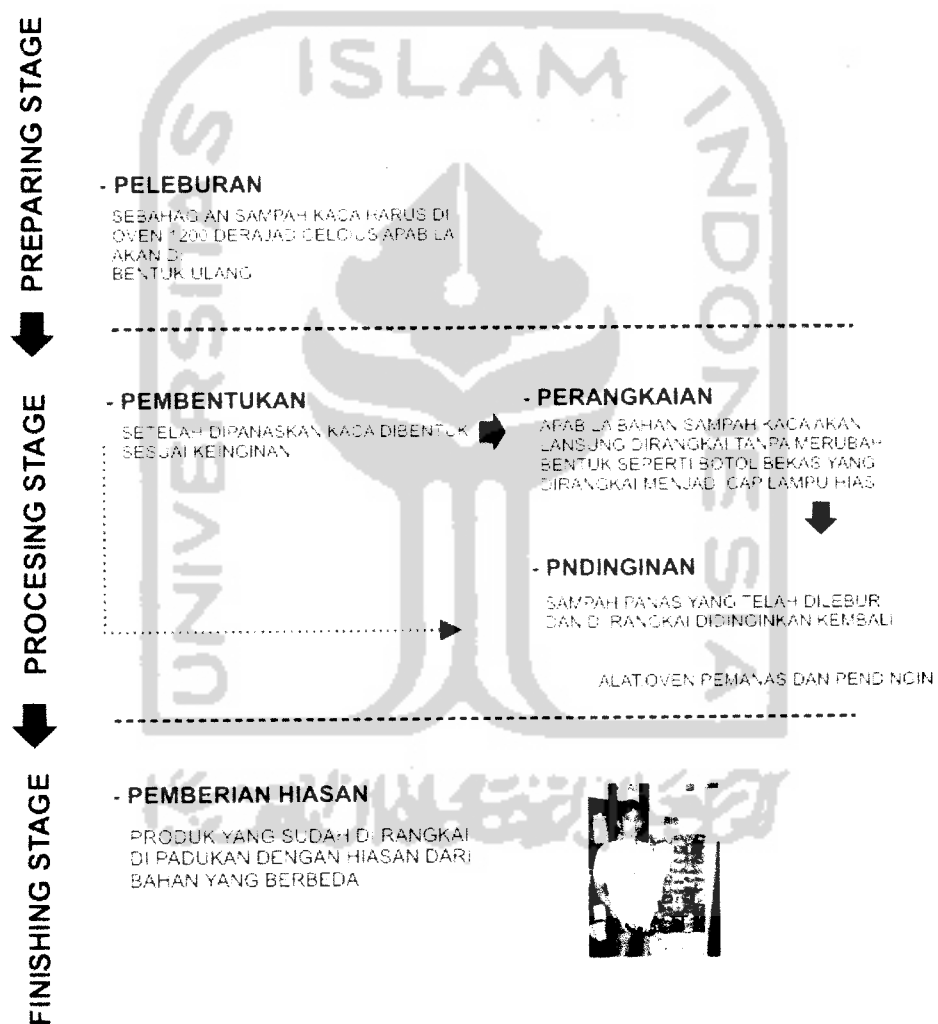 PREPARING STAGE
- PELEBURAN
SEBAHAGIAN SAMPAH KACA HARUS DI
OVEN 1200 DERAJAD CELCIUS APABILA
AKAN DI
BENTUK ULANG
PROCESING STAGE
- PEMBENTUKAN
SETELAH DIPANASKAN KACA DIBENTUK
SESUAI KEINGINAN
- PERANGKAIAN
APABILA BAHAN SAMPAH KACA AKAN
LANSUNG DIRANGKAI TANPA MERUBAH
BENTUK SEPERTI BOTOL BEKAS YANG
DIRANGKAI MENJADI CAP LAMPU HIAS
- PNDINGINAN
SAMPAH PANAS YANG TELAH DILEBUR
DAN DI RANGKAI DIDINGINKAN KEMBALI
ALAT:OVEN PEMANAS DAN PENDINGIN
FINISHING STAGE
- PEMBERIAN HIASAN
PRODUK YANG SUDAH DI RANGKAI
DI PADUKAN DENGAN HIASAN DARI
BAHAN YANG BERBEDA
UNIVERSITAS
ISLAM
INDONESIA